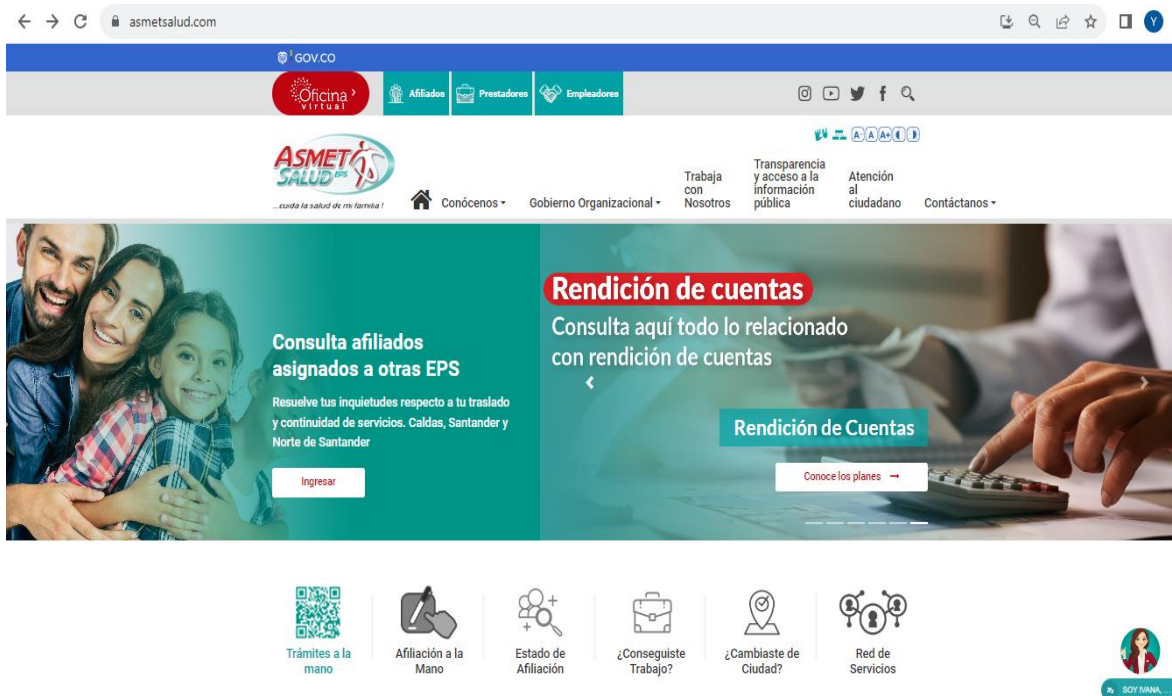 asmetsalud.com
Y
GOV.CO
Oficina
virtual
Afiliados
Prestadores
Empleadores
A- A A+
ASMET
SALUD EPS
...cuida la salud de mi familia !
Conócenos
Gobierno Organizacional
Trabaja
con
Nosotros
Transparencia
y acceso a la
información
pública
Atención
al
ciudadano
Contáctanos
Consulta afiliados
asignados a otras EPS
Resuelve tus inquietudes respecto a tu traslado
y continuidad de servicios. Caldas, Santander y
Norte de Santander
Ingresar
Rendición de cuentas
Consulta aquí todo lo relacionado
con rendición de cuentas
Rendición de Cuentas
Conoce los planes →
Trámites a la
mano
Afiliación a la
Mano
Estado de
Afiliación
¿Conseguiste
Trabajo?
¿Cambiaste de
Ciudad?
Red de
Servicios
SOY IVANA, ...